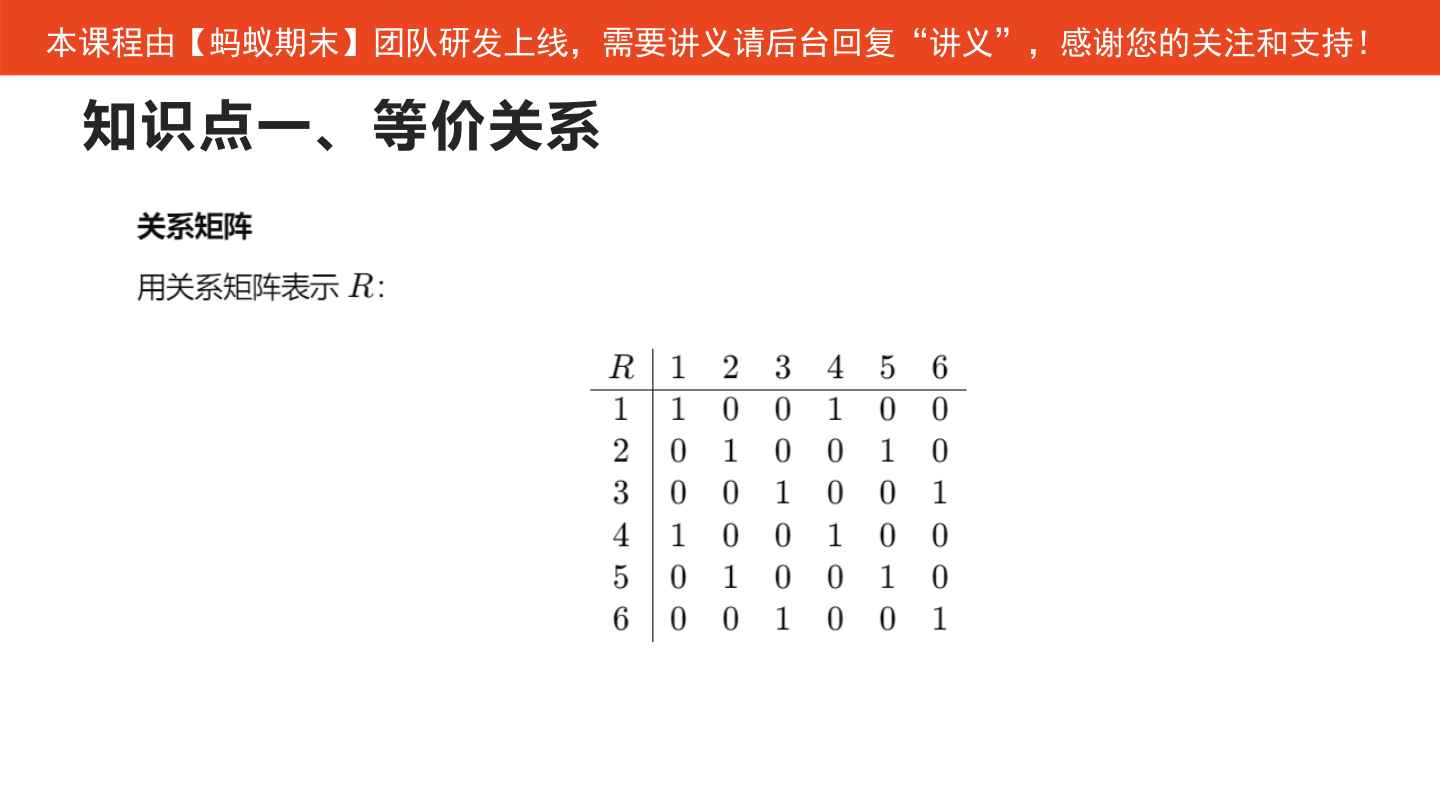 本课程由【蚂蚁期末】团队研发上线，需要讲义请后台回复“讲义”，感谢您的关注和支持！
知识点一、等价关系
关系矩阵
用关系矩阵表示 R：
R 1 2 3 4 5 6
1 1 0 0 1 0 0
2 0 1 0 0 1 0
3 0 0 1 0 0 1
4 1 0 0 1 0 0
5 0 1 0 0 1 0
6 0 0 1 0 0 1